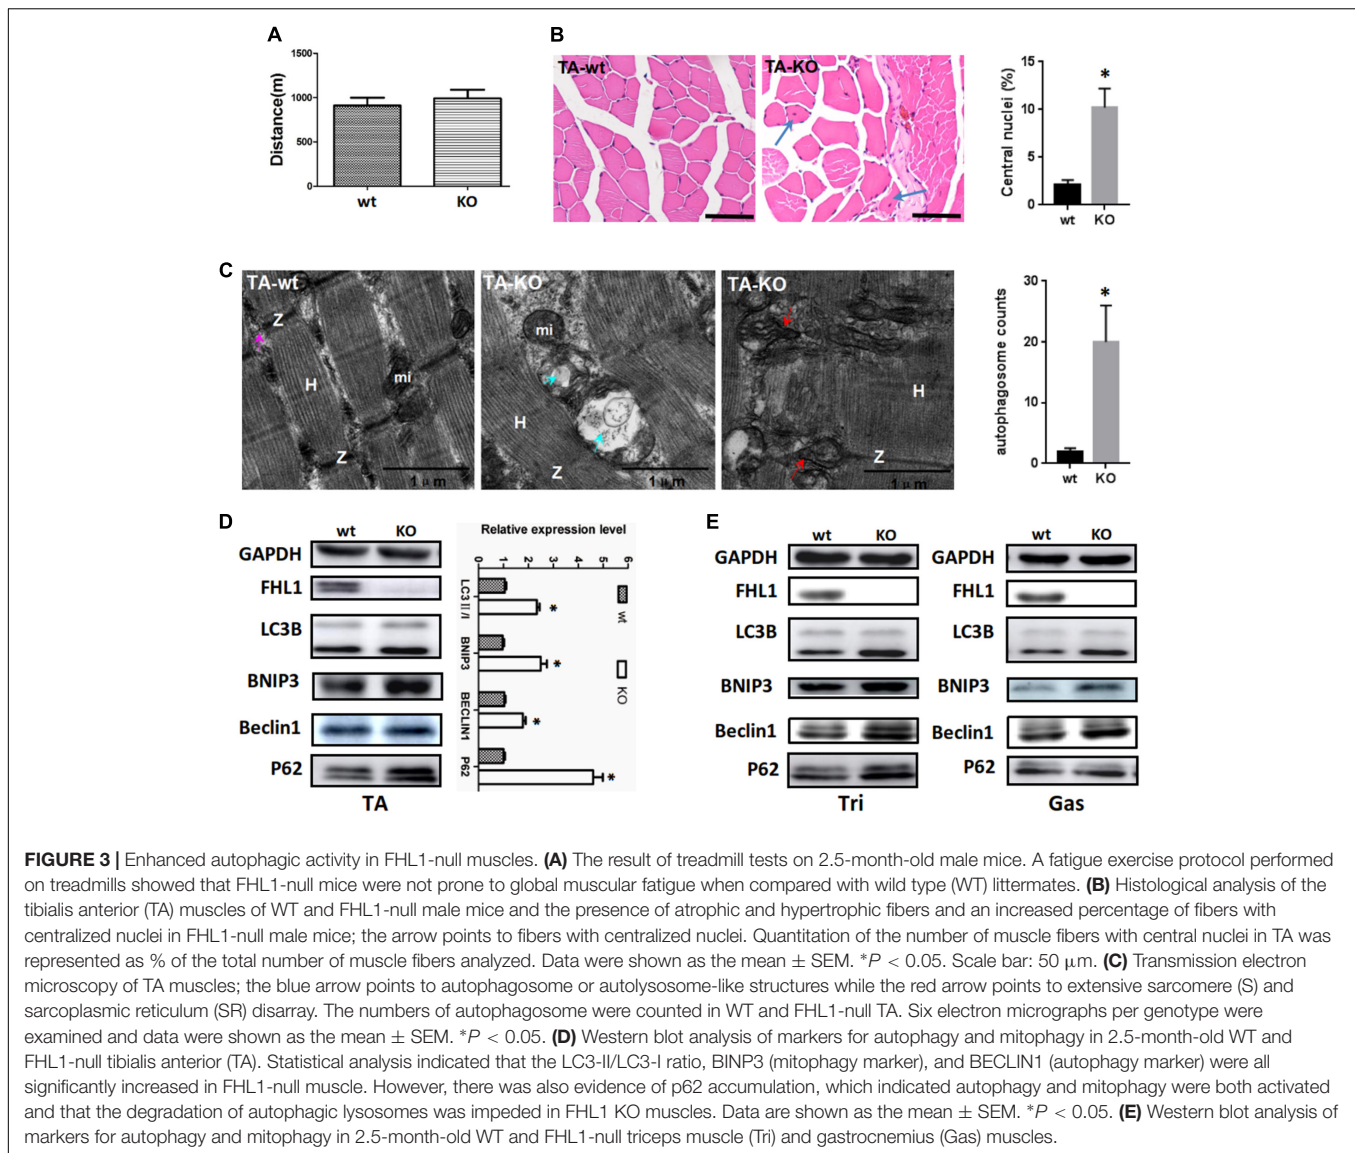 A
1500
1000
500
0
Distance(m)
wt
KO
B
TA-wt
TA-KO
Central nuclei (%)
15
10
5
0
*
wt
KO
C
TA-wt
Z
H
mi
Z
1 μm
TA-KO
mi
H
Z
1 μm
TA-KO
H
Z
1 μm
autophagosome counts
30
20
10
0
*
wt
KO
D
wt
KO
GAPDH
FHL1
LC3B
BNIP3
Beclin1
P62
TA
Relative expression level
0
1
2
3
4
5
6
LC3 II/I
BNIP3
BECLIN1
P62
*
*
*
*
wt
KO
E
wt
KO
GAPDH
FHL1
LC3B
BNIP3
Beclin1
P62
Tri
wt
KO
GAPDH
FHL1
LC3B
BNIP3
Beclin1
P62
Gas
FIGURE 3 | Enhanced autophagic activity in FHL1-null muscles. (A) The result of treadmill tests on 2.5-month-old male mice. A fatigue exercise protocol performed
on treadmills showed that FHL1-null mice were not prone to global muscular fatigue when compared with wild type (WT) littermates. (B) Histological analysis of the
tibialis anterior (TA) muscles of WT and FHL1-null male mice and the presence of atrophic and hypertrophic fibers and an increased percentage of fibers with
centralized nuclei in FHL1-null male mice; the arrow points to fibers with centralized nuclei. Quantitation of the number of muscle fibers with central nuclei in TA was
represented as % of the total number of muscle fibers analyzed. Data were shown as the mean ± SEM. *P < 0.05. Scale bar: 50 μm. (C) Transmission electron
microscopy of TA muscles; the blue arrow points to autophagosome or autolysosome-like structures while the red arrow points to extensive sarcomere (S) and
sarcoplasmic reticulum (SR) disarray. The numbers of autophagosome were counted in WT and FHL1-null TA. Six electron micrographs per genotype were
examined and data were shown as the mean ± SEM. *P < 0.05. (D) Western blot analysis of markers for autophagy and mitophagy in 2.5-month-old WT and
FHL1-null tibialis anterior (TA). Statistical analysis indicated that the LC3-II/LC3-I ratio, BINP3 (mitophagy marker), and BECLIN1 (autophagy marker) were all
significantly increased in FHL1-null muscle. However, there was also evidence of p62 accumulation, which indicated autophagy and mitophagy were both activated
and that the degradation of autophagic lysosomes was impeded in FHL1 KO muscles. Data are shown as the mean ± SEM. *P < 0.05. (E) Western blot analysis of
markers for autophagy and mitophagy in 2.5-month-old WT and FHL1-null triceps muscle (Tri) and gastrocnemius (Gas) muscles.